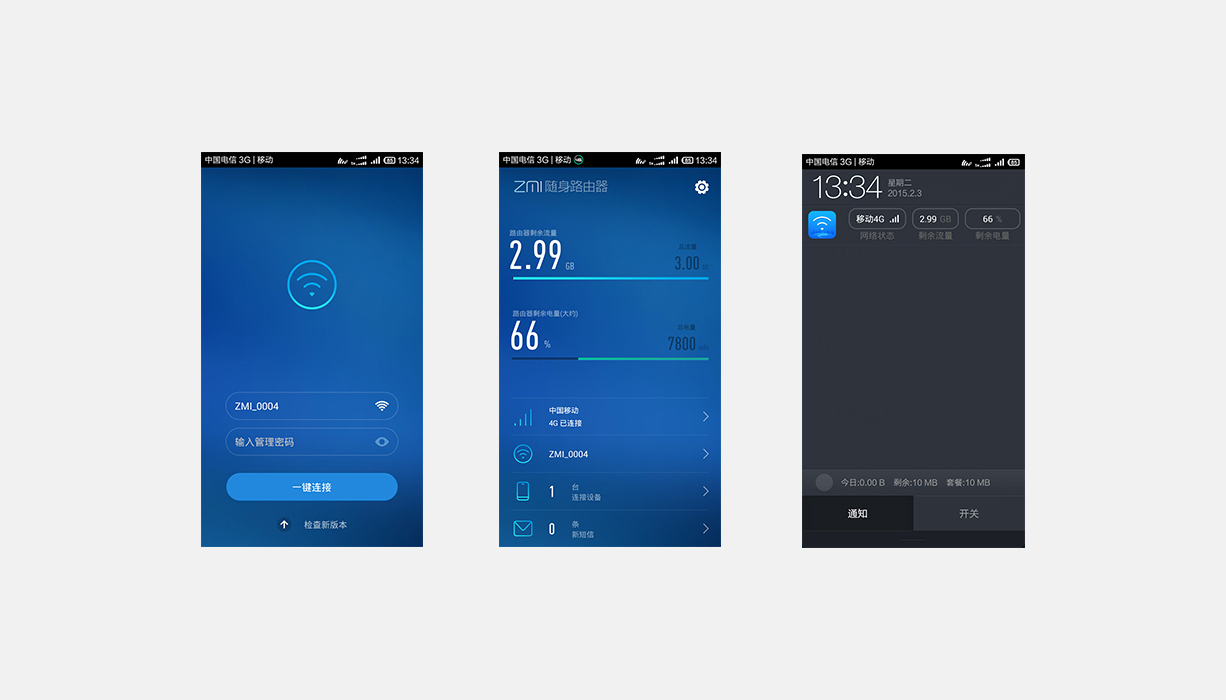 中国电信 3G | 移动
85 13:34
ZMI_0004
输入管理密码
一键连接
检查新版本
中国电信 3G | 移动
85 13:34
ZMI 随身路由器
路由器剩余流量
2.99 GB
总流量
3.00
路由器剩余电量(大约)
66 %
总电量
7800
中国移动
4G 已连接
ZMI_0004
1 台
连接设备
0 条
新短信
中国电信 3G | 移动
85
13:34
星期二
2015.2.3
移动4G
2.99 GB
66 %
网络状态
剩余流量
剩余电量
今日:0.00 B 剩余:10 MB 套餐:10 MB
通知
开关